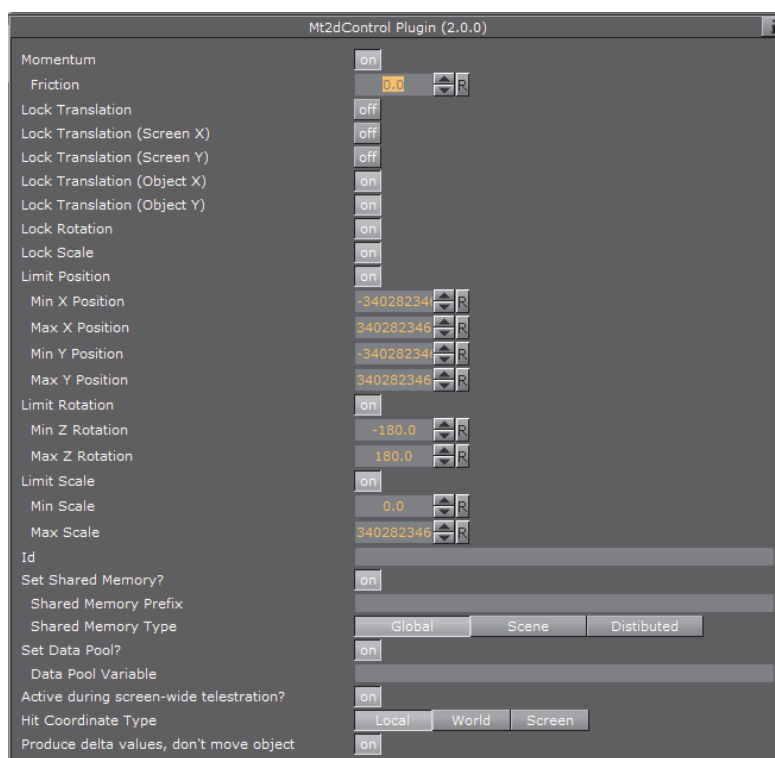 Mt2dControl Plugin (2.0.0)
Momentum on
Friction 0.0 R
Lock Translation off
Lock Translation (Screen X) off
Lock Translation (Screen Y) off
Lock Translation (Object X) on
Lock Translation (Object Y) on
Lock Rotation on
Lock Scale on
Limit Position on
Min X Position -34028234 R
Max X Position 340282346 R
Min Y Position -34028234 R
Max Y Position 340282346 R
Limit Rotation on
Min Z Rotation -180.0 R
Max Z Rotation 180.0 R
Limit Scale on
Min Scale 0.0 R
Max Scale 340282346 R
Id
Set Shared Memory? on
Shared Memory Prefix
Shared Memory Type Global Scene Distibuted
Set Data Pool? on
Data Pool Variable
Active during screen-wide telestration? on
Hit Coordinate Type Local World Screen
Produce delta values, don't move object on